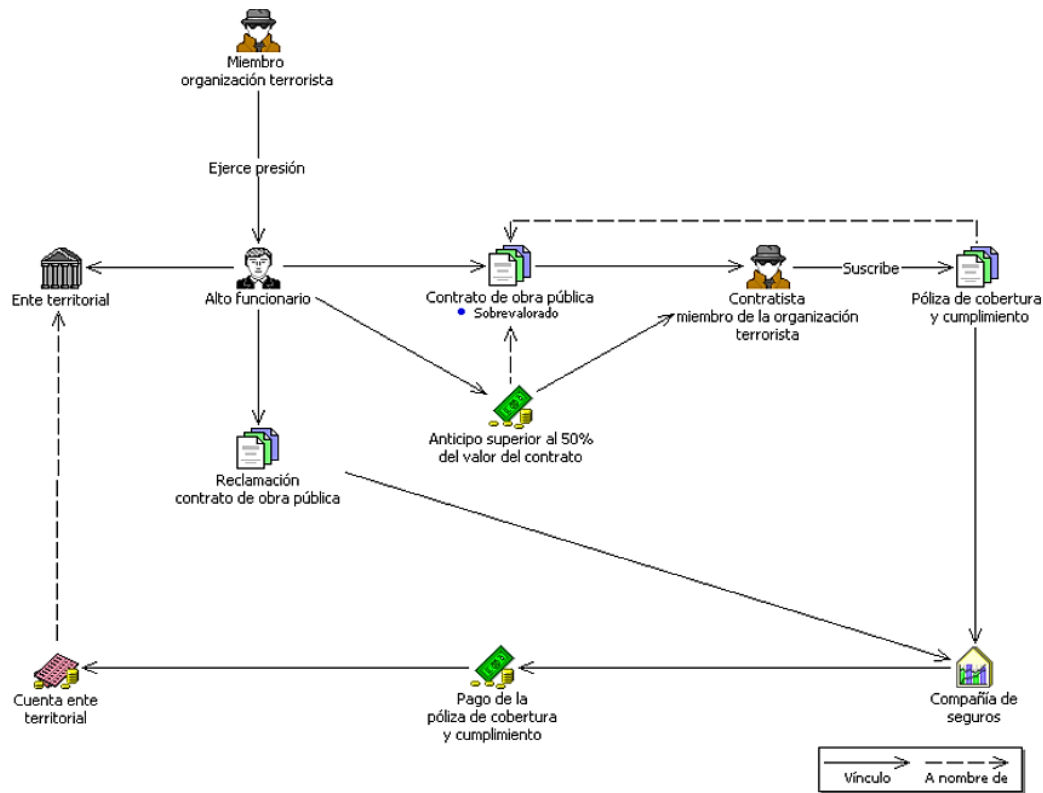 Miembro
organización terrorista
Ejerce presión
Ente territorial
Alto funcionario
Contrato de obra pública
Sobrevalorado
Contratista
miembro de la organización
terrorista
Suscribe
Póliza de cobertura
y cumplimiento
Anticipo superior al 50%
del valor del contrato
Reclamación
contrato de obra pública
Cuenta ente
territorial
Pago de la
póliza de cobertura
y cumplimiento
Compañía de
seguros
Vínculo
A nombre de